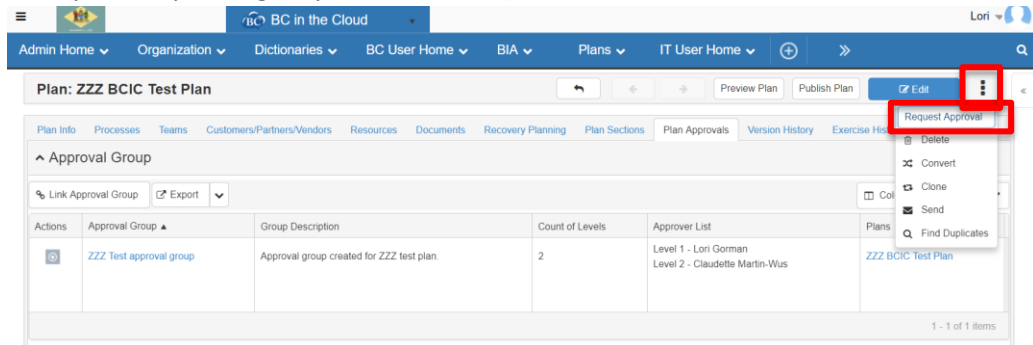 BC BC in the Cloud
Lori
Admin Home Organization Dictionaries BC User Home BIA Plans IT User Home
Plan: ZZZ BCIC Test Plan
Preview Plan Publish Plan Edit
Plan Info Processes Teams Customers/Partners/Vendors Resources Documents Recovery Planning Plan Sections Plan Approvals Version History Exercise His
Request Approval
Delete
Convert
Clone
Send
Find Duplicates
Approval Group
Link Approval Group Export Col
Actions Approval Group Group Description Count of Levels Approver List Plans
ZZZ Test approval group Approval group created for ZZZ test plan. 2 Level 1 - Lori Gorman
Level 2 - Claudette Martin-Wus ZZZ BCIC Test Plan
1 - 1 of 1 items